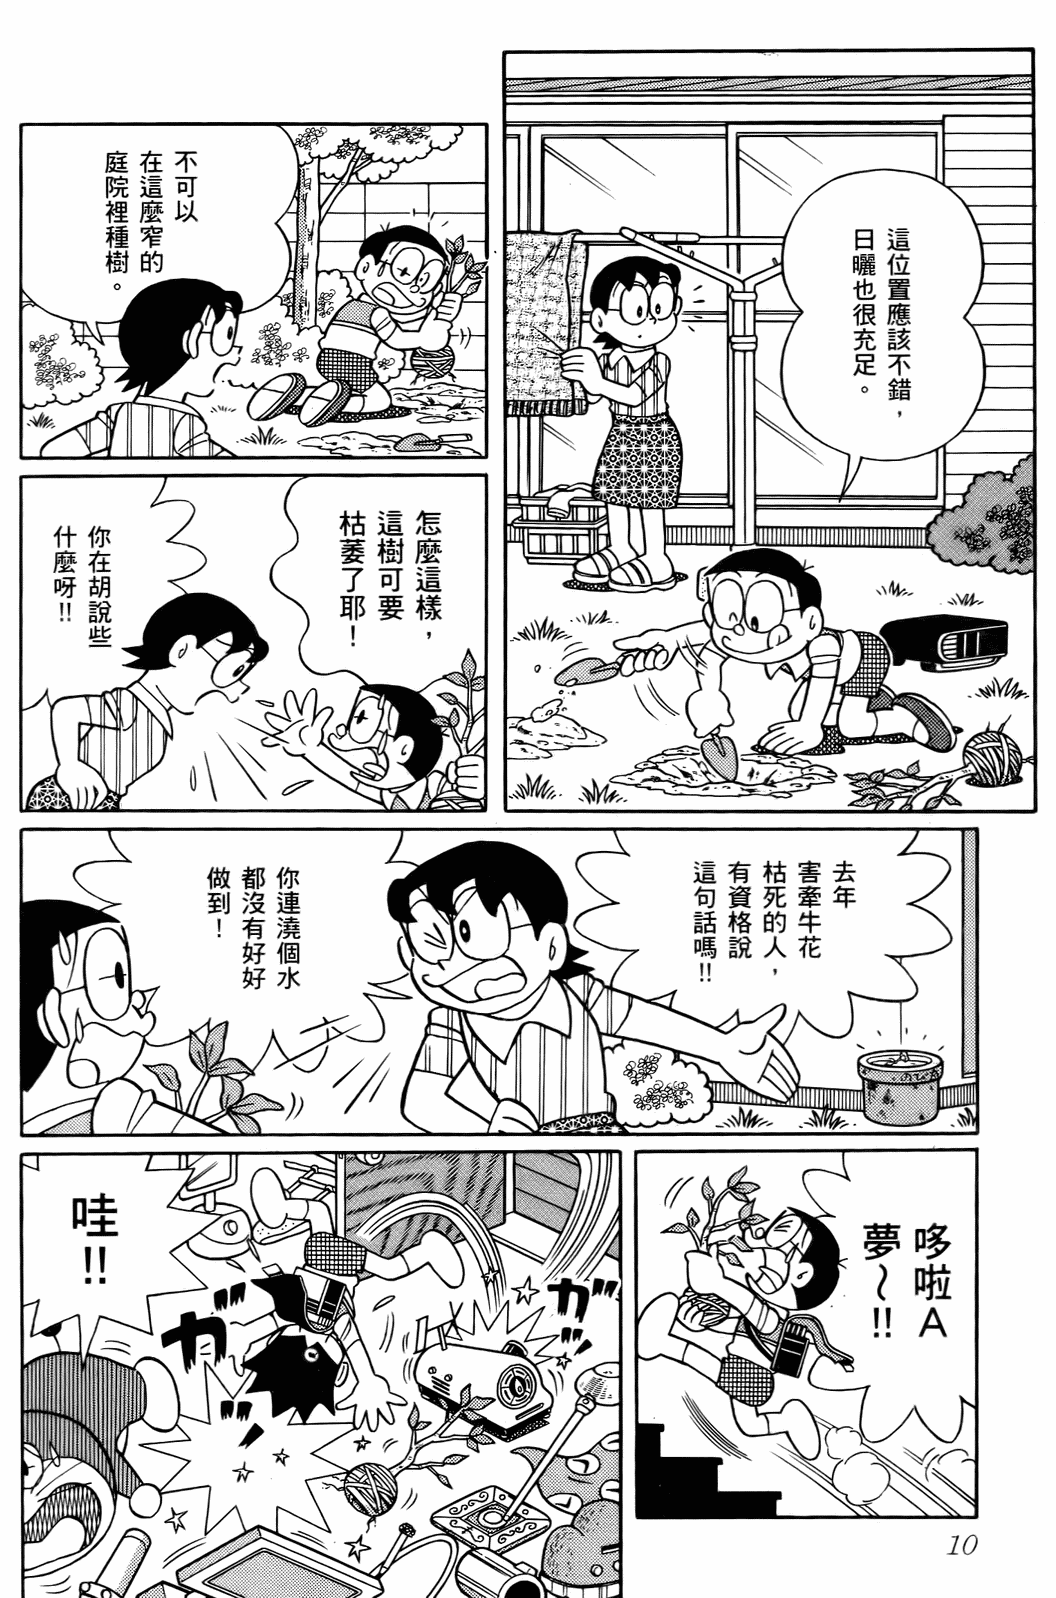 這位置應該不錯，
日曬也很充足。
不可以
在這麼窄的
庭院裡種樹。
怎麼這樣，
這樹可要
枯萎了耶！
你在胡說些
什麼呀!!
去年
害牽牛花
枯死的人，
有資格說
這句話嗎!!
你連澆個水
都沒有好好
做到！
のび
哆啦A
夢～!!
ガ
ガ
哇!!
10